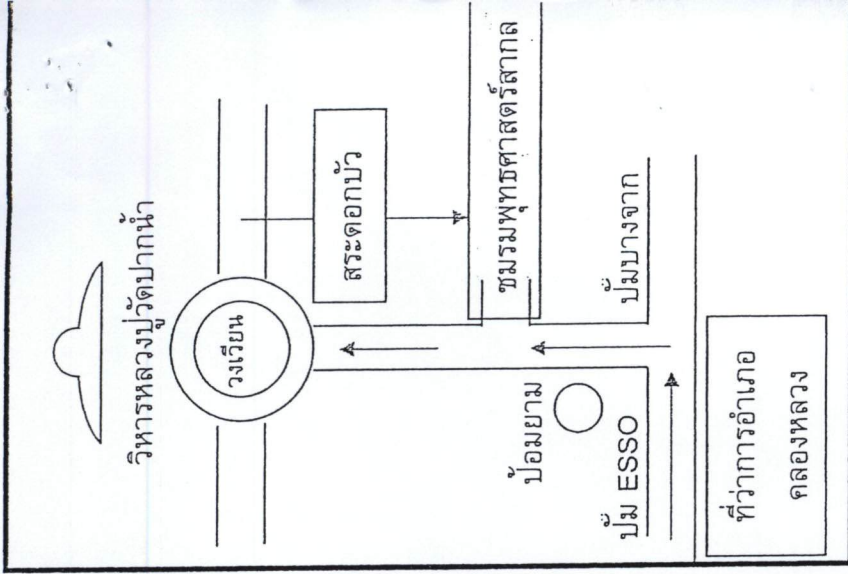 วิหารหลวงปู่วัดปากน้ำ
วงเวียน
สระดอกบัว
ชมรมพุทธศาสตร์สากล
ป้อมยาม
ปั๊ม ESSO
ปั๊มบางจาก
ที่ว่าการอำเภอ
คลองหลวง